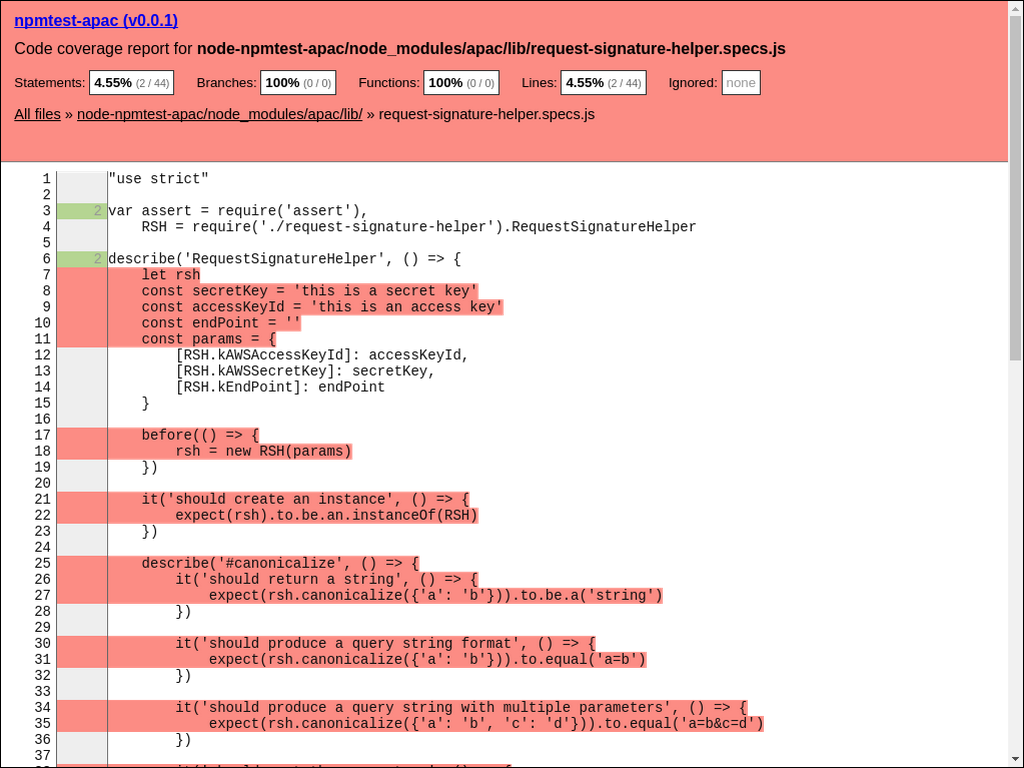 npmtest-apac (v0.0.1)
Code coverage report for node-npmtest-apac/node_modules/apac/lib/request-signature-helper.specs.js
Statements: 4.55% (2 / 44) Branches: 100% (0 / 0) Functions: 100% (0 / 0) Lines: 4.55% (2 / 44) Ignored: none
All files » node-npmtest-apac/node_modules/apac/lib/ » request-signature-helper.specs.js
1 "use strict"
2
3 2 var assert = require('assert'),
4     RSH = require('./request-signature-helper').RequestSignatureHelper
5
6 2 describe('RequestSignatureHelper', () => {
7     let rsh
8     const secretKey = 'this is a secret key'
9     const accessKeyId = 'this is an access key'
10     const endPoint = ''
11     const params = {
12         [RSH.kAWSAccessKeyId]: accessKeyId,
13         [RSH.kAWSSecretKey]: secretKey,
14         [RSH.kEndPoint]: endPoint
15     }
16
17     before(() => {
18         rsh = new RSH(params)
19     })
20
21     it('should create an instance', () => {
22         expect(rsh).to.be.an.instanceOf(RSH)
23     })
24
25     describe('#canonicalize', () => {
26         it('should return a string', () => {
27             expect(rsh.canonicalize({'a': 'b'})).to.be.a('string')
28         })
29
30         it('should produce a query string format', () => {
31             expect(rsh.canonicalize({'a': 'b'})).to.equal('a=b')
32         })
33
34         it('should produce a query string with multiple parameters', () => {
35             expect(rsh.canonicalize({'a': 'b', 'c': 'd'})).to.equal('a=b&c=d')
36         })
37